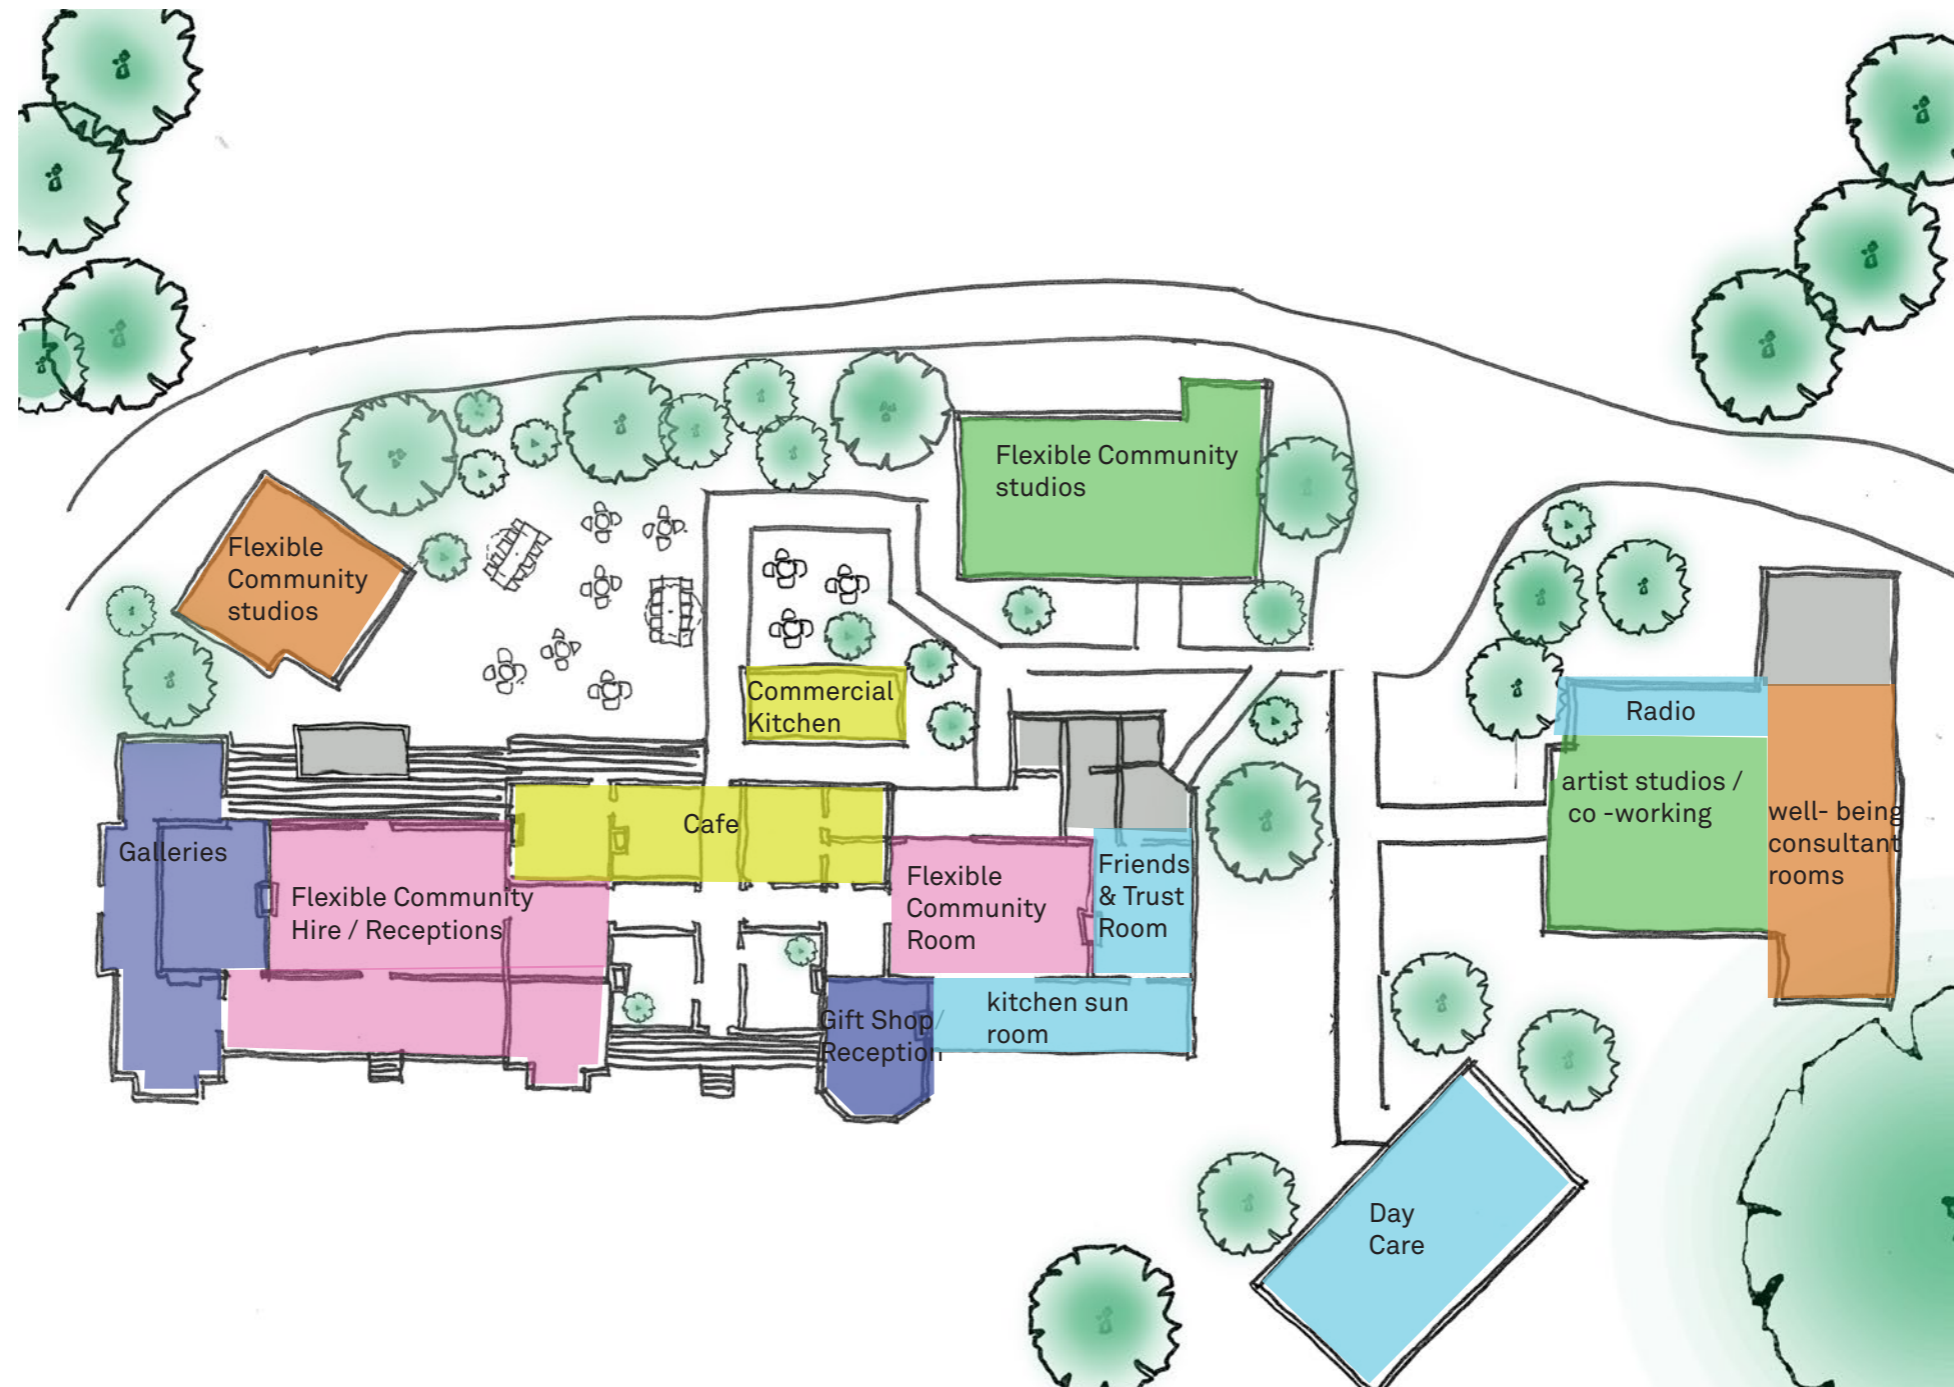 Flexible Community
studios
Flexible
Community
studios
Commercial
Kitchen
Radio
artist studios /
co -working
well- being
consultant
rooms
Cafe
Galleries
Flexible Community
Hire / Receptions
Flexible
Community
Room
Friends
& Trust
Room
Gift Shop/
Reception
kitchen sun
room
Day
Care